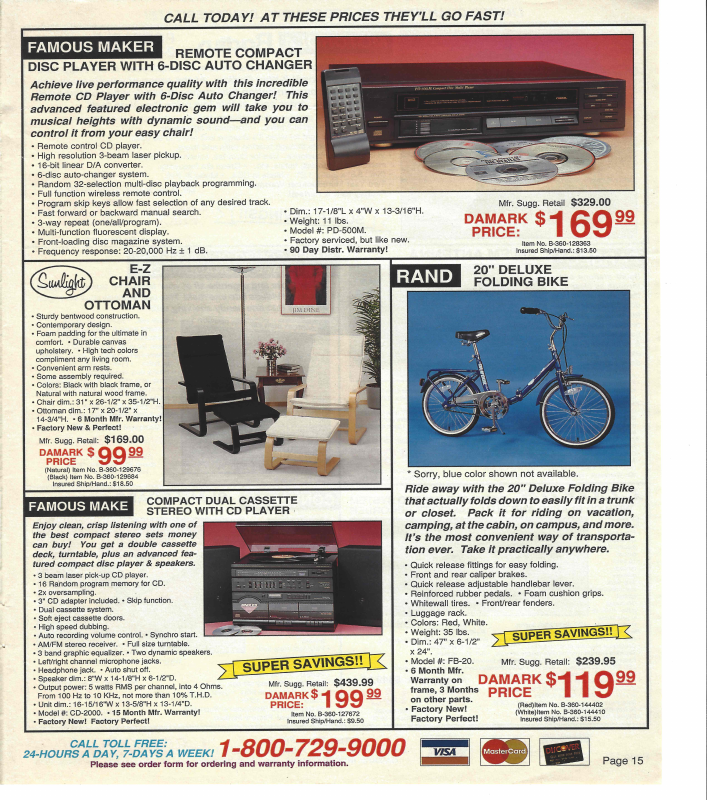 CALL TODAY! AT THESE PRICES THEY'LL GO FAST!
FAMOUS MAKER REMOTE COMPACT
DISC PLAYER WITH 6-DISC AUTO CHANGER
Achieve live performance quality with this incredible
Remote CD Player with 6-Disc Auto Changer! This
advanced featured electronic gem will take you to
musical heights with dynamic sound—and you can
control it from your easy chair!
• Remote control CD player.
• High resolution 3-beam laser pickup.
• 16-bit linear D/A converter.
• 6-disc auto-changer system.
• Random 32-selection multi-disc playback programming.
• Full function wireless remote control.
• Program skip keys allow fast selection of any desired track.
• Fast forward or backward manual search.
• 3-way repeat (one/all/program).
• Multi-function fluorescent display.
• Front-loading disc magazine system.
• Frequency response: 20-20,000 Hz ± 1 dB.
• Dim.: 17-1/8"L x 4"W x 13-3/16"H.
• Weight: 11 lbs.
• Model #: PD-500M.
• Factory serviced, but like new.
• 90 Day Distr. Warranty!
Mfr. Sugg. Retail $329.00
DAMARK PRICE: $169.99
Item No. B-360-128363
Insured Ship/Hand.: $13.50
Sunlight
E-Z
CHAIR
AND
OTTOMAN
• Sturdy bentwood construction.
• Contemporary design.
• Foam padding for the ultimate in
comfort. • Durable canvas
upholstery. • High tech colors
compliment any living room.
• Convenient arm rests.
• Some assembly required.
• Colors: Black with black frame, or
Natural with natural wood frame.
• Chair dim.: 31" x 26-1/2" x 35-1/2"H.
• Ottoman dim.: 17" x 20-1/2" x
14-3/4"H. • 6 Month Mfr. Warranty!
• Factory New & Perfect!
Mfr. Sugg. Retail: $169.00
DAMARK PRICE $99.99
(Natural) Item No. B-360-129676
(Black) Item No. B-360-129684
Insured Ship/Hand.: $18.50
JIM DINE
RAND 20" DELUXE
FOLDING BIKE
* Sorry, blue color shown not available.
Ride away with the 20" Deluxe Folding Bike
that actually folds down to easily fit in a trunk
or closet. Pack it for riding on vacation,
camping, at the cabin, on campus, and more.
It's the most convenient way of transporta-
tion ever. Take it practically anywhere.
• Quick release fittings for easy folding.
• Front and rear caliper brakes.
• Quick release adjustable handlebar lever.
• Reinforced rubber pedals. • Foam cushion grips.
• Whitewall tires. • Front/rear fenders.
• Luggage rack.
• Colors: Red, White.
• Weight: 35 lbs.
• Dim.: 47" x 6-1/2"
x 24".
• Model #: FB-20.
• 6 Month Mfr.
Warranty on
frame, 3 Months
on other parts.
• Factory New!
Factory Perfect!
SUPER SAVINGS!!
Mfr. Sugg. Retail: $239.95
DAMARK PRICE $119.99
(Red)Item No. B-360-144402
(White)Item No. B-360-144410
Insured Ship/Hand.: $15.50
FAMOUS MAKE COMPACT DUAL CASSETTE
STEREO WITH CD PLAYER
Enjoy clean, crisp listening with one of
the best compact stereo sets money
can buy! You get a double cassette
deck, turntable, plus an advanced fea-
tured compact disc player & speakers.
• 3 beam laser pick-up CD player.
• 16 Random program memory for CD.
• 2x oversampling.
• 3" CD adapter included. • Skip function.
• Dual cassette system.
• Soft eject cassette doors.
• High speed dubbing.
• Auto recording volume control. • Synchro start.
• AM/FM stereo receiver. • Full size turntable.
• 3 band graphic equalizer. • Two dynamic speakers.
• Left/right channel microphone jacks.
• Headphone jack. • Auto shut off.
• Speaker dim.: 8"W x 14-1/8"H x 6-1/2"D.
• Output power: 5 watts RMS per channel, into 4 Ohms.
From 100 Hz to 10 KHz, not more than 10% T.H.D.
• Unit dim.: 16-15/16"W x 13-5/8"H x 13-1/4"D.
• Model #: CD-2000. • 15 Month Mfr. Warranty!
• Factory New! Factory Perfect!
SUPER SAVINGS!!
Mfr. Sugg. Retail: $439.99
DAMARK PRICE: $199.99
Item No. B-360-127672
Insured Ship/Hand.: $9.50
CALL TOLL FREE:
24-HOURS A DAY, 7-DAYS A WEEK! 1-800-729-9000
Please see order form for ordering and warranty information.
VISA
MasterCard
DISCOVER
Page 15